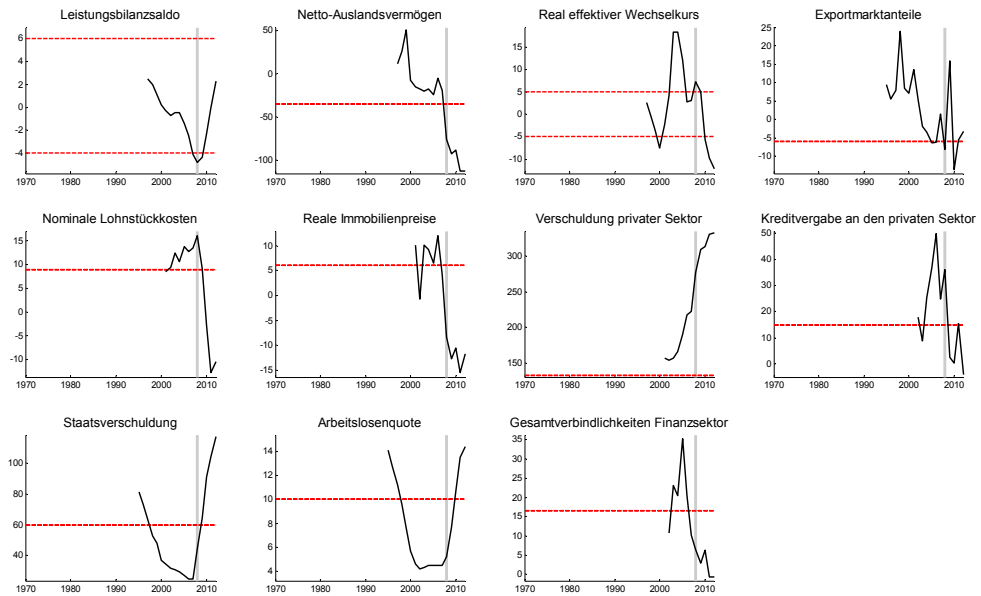 Leistungsbilanzsaldo
6
4
2
0
-2
-4
1970 1980 1990 2000 2010
Netto-Auslandsvermögen
50
0
-50
-100
1970 1980 1990 2000 2010
Real effektiver Wechselkurs
15
10
5
0
-5
-10
1970 1980 1990 2000 2010
Exportmarktanteile
25
20
15
10
5
0
-5
-10
1970 1980 1990 2000 2010
Nominale Lohnstückkosten
15
10
5
0
-5
-10
1970 1980 1990 2000 2010
Reale Immobilienpreise
10
5
0
-5
-10
-15
1970 1980 1990 2000 2010
Verschuldung privater Sektor
300
250
200
150
1970 1980 1990 2000 2010
Kreditvergabe an den privaten Sektor
50
40
30
20
10
0
1970 1980 1990 2000 2010
Staatsverschuldung
100
80
60
40
1970 1980 1990 2000 2010
Arbeitslosenquote
14
12
10
8
6
4
1970 1980 1990 2000 2010
Gesamtverbindlichkeiten Finanzsektor
35
30
25
20
15
10
5
0
1970 1980 1990 2000 2010